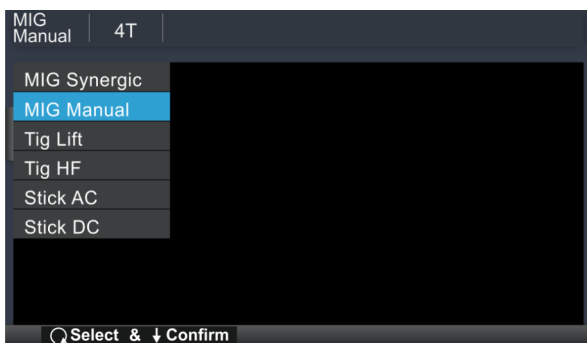 MIG
Manual 4T
MIG Synergic
MIG Manual
Tig Lift
Tig HF
Stick AC
Stick DC
Select & ↓ Confirm